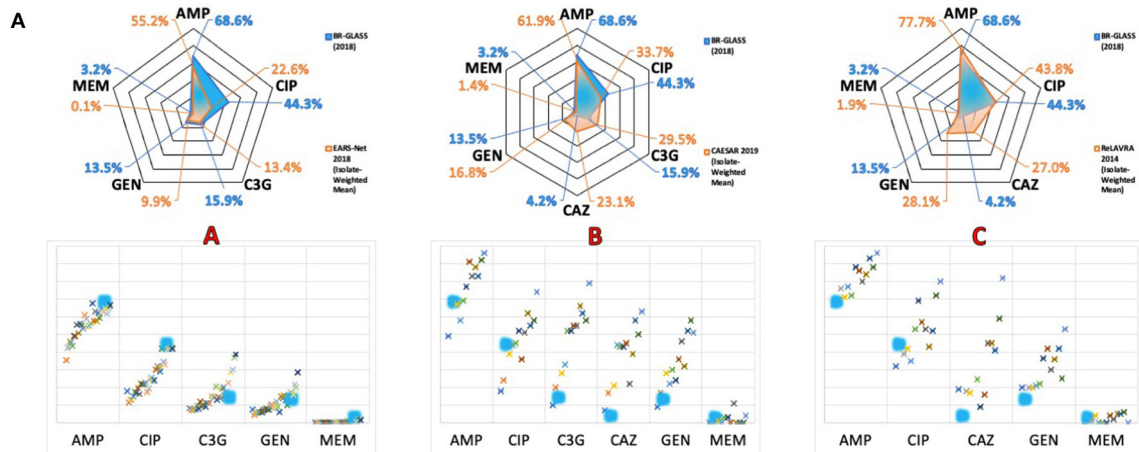 A
AMP
55.2%
68.6%
BR-GLASS
(2018)
3.2%
22.6%
MEM
CIP
0.1%
44.3%
EARS-Net
2018
(Isolate-
Weighted
Mean)
13.5%
13.4%
GEN
C3G
9.9%
15.9%
A
AMP
CIP
C3G
GEN
MEM
AMP
61.9%
68.6%
BR-GLASS
(2018)
3.2%
33.7%
MEM
CIP
1.4%
44.3%
13.5%
29.5%
GEN
C3G
CAESAR 2019
(Isolate-
Weighted
Mean)
16.8%
15.9%
4.2%
23.1%
CAZ
B
AMP
CIP
C3G
CAZ
GEN
MEM
AMP
77.7%
68.6%
BR-GLASS
(2018)
3.2%
43.8%
MEM
CIP
1.9%
44.3%
ReLAVRA
2014
(Isolate-
Weighted
Mean)
13.5%
27.0%
GEN
CAZ
28.1%
4.2%
C
AMP
CIP
CAZ
GEN
MEM